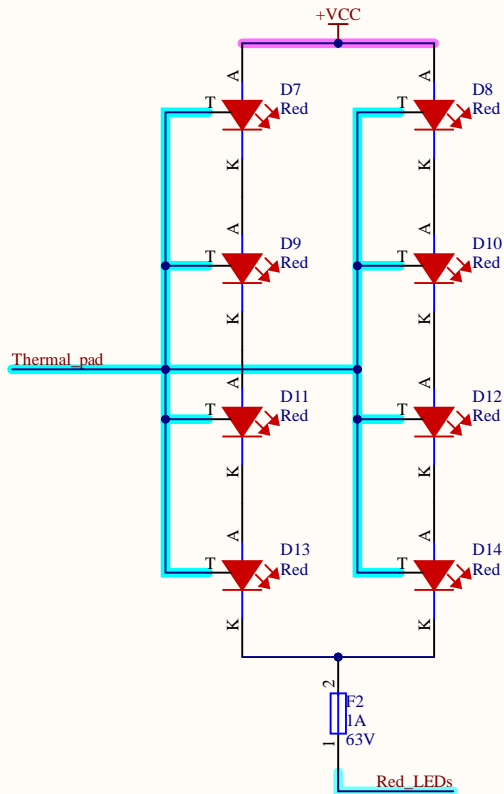 +VCC
A
A
D7
D8
T
Red
T
Red
K
K
A
A
D9
D10
T
Red
T
Red
K
K
Thermal_pad
A
A
D11
D12
T
Red
T
Red
K
K
A
A
D13
D14
T
Red
T
Red
K
K
2
F2
1A
1
63V
Red_LEDs